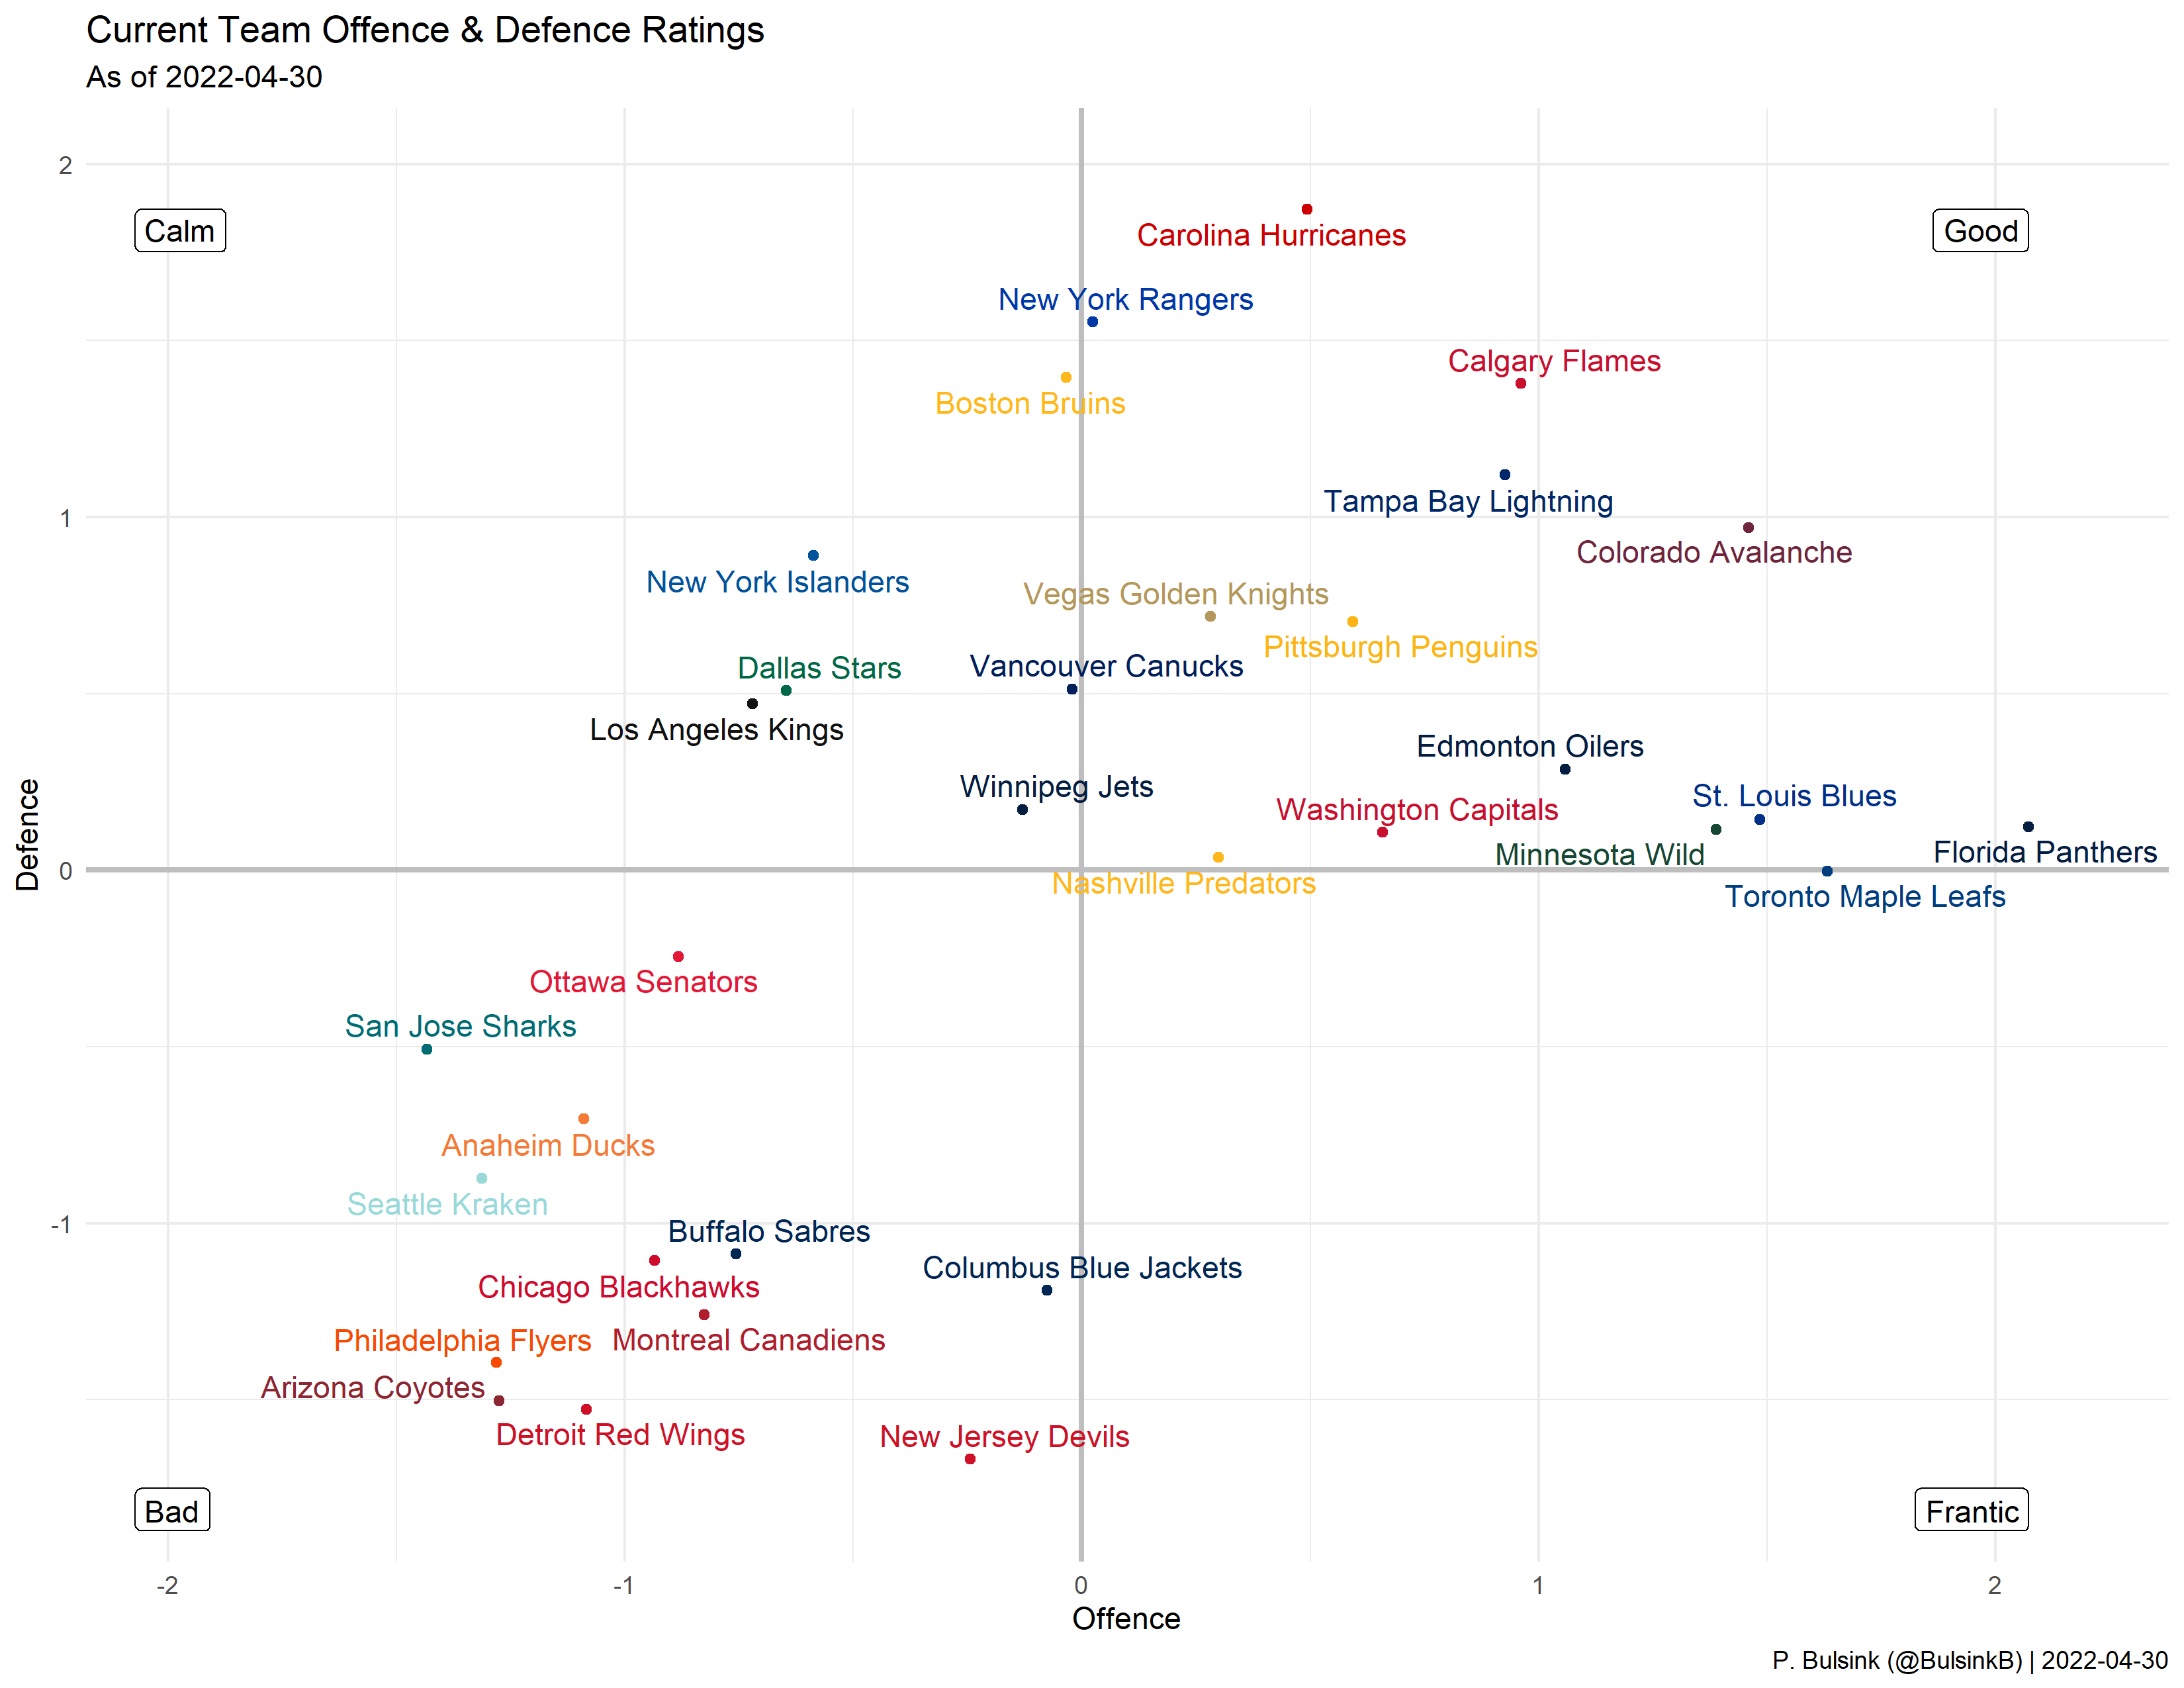 Current Team Offence & Defence Ratings
As of 2022-04-30
2
Calm
Good
Carolina Hurricanes
New York Rangers
Calgary Flames
Boston Bruins
Tampa Bay Lightning
1
Colorado Avalanche
New York Islanders
Vegas Golden Knights
Pittsburgh Penguins
Dallas Stars
Vancouver Canucks
Los Angeles Kings
Edmonton Oilers
Winnipeg Jets
St. Louis Blues
Washington Capitals
Defence
Minnesota Wild
Florida Panthers
0
Nashville Predators
Toronto Maple Leafs
Ottawa Senators
San Jose Sharks
Anaheim Ducks
Seattle Kraken
-1
Buffalo Sabres
Columbus Blue Jackets
Chicago Blackhawks
Philadelphia Flyers
Montreal Canadiens
Arizona Coyotes
Detroit Red Wings
New Jersey Devils
Bad
Frantic
-2
-1
0
1
2
Offence
P. Bulsink (@BulsinkB) | 2022-04-30